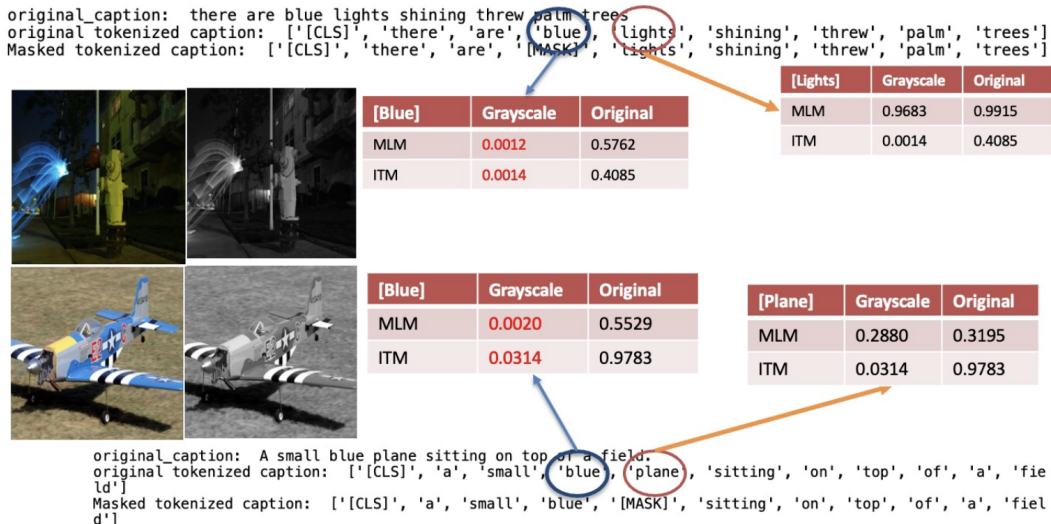 original_caption:  there are blue lights shining threw palm trees
original tokenized caption:  ['[CLS]', 'there', 'are', 'blue', 'lights', 'shining', 'threw', 'palm', 'trees']
Masked tokenized caption:  ['[CLS]', 'there', 'are', '[MASK]', 'lights', 'shining', 'threw', 'palm', 'trees']
[Blue] Grayscale Original
MLM 0.0012 0.5762
ITM 0.0014 0.4085
[Lights] Grayscale Original
MLM 0.9683 0.9915
ITM 0.0014 0.4085
[Blue] Grayscale Original
MLM 0.0020 0.5529
ITM 0.0314 0.9783
[Plane] Grayscale Original
MLM 0.2880 0.3195
ITM 0.0314 0.9783
original_caption:  A small blue plane sitting on top of a field.
original tokenized caption:  ['[CLS]', 'a', 'small', 'blue', 'plane', 'sitting', 'on', 'top', 'of', 'a', 'fie
ld']
Masked tokenized caption:  ['[CLS]', 'a', 'small', 'blue', '[MASK]', 'sitting', 'on', 'top', 'of', 'a', 'fiel
d']